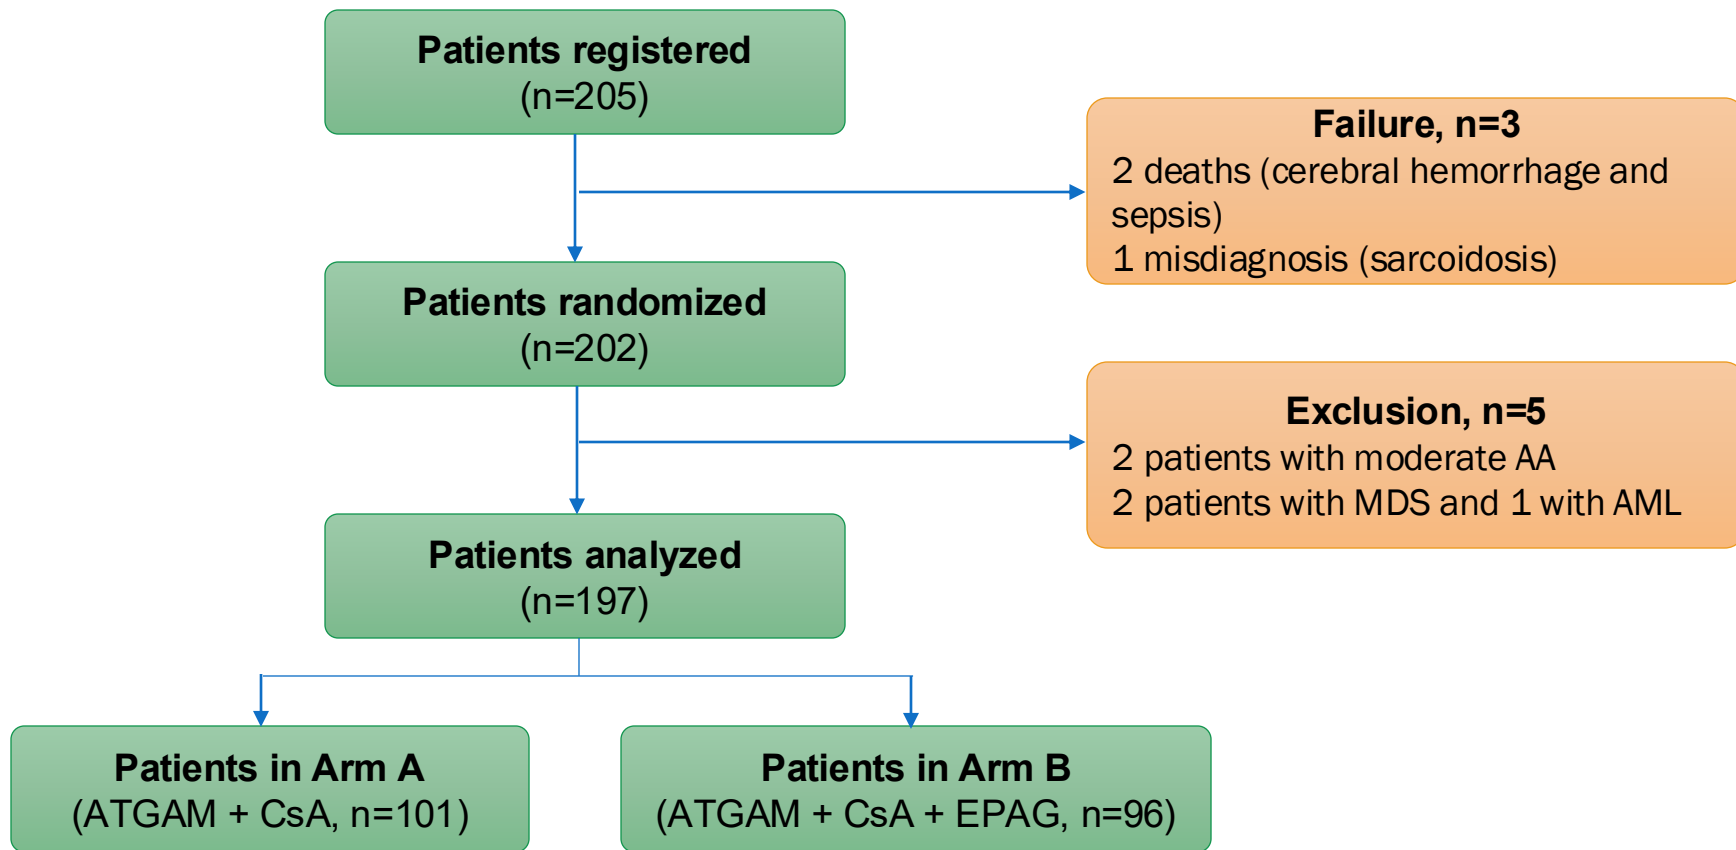 Patients registered
(n=205)
Failure, n=3
2 deaths (cerebral hemorrhage and
sepsis)
1 misdiagnosis (sarcoidosis)
Patients randomized
(n=202)
Exclusion, n=5
2 patients with moderate AA
2 patients with MDS and 1 with AML
Patients analyzed
(n=197)
Patients in Arm A
(ATGAM + CsA, n=101)
Patients in Arm B
(ATGAM + CsA + EPAG, n=96)